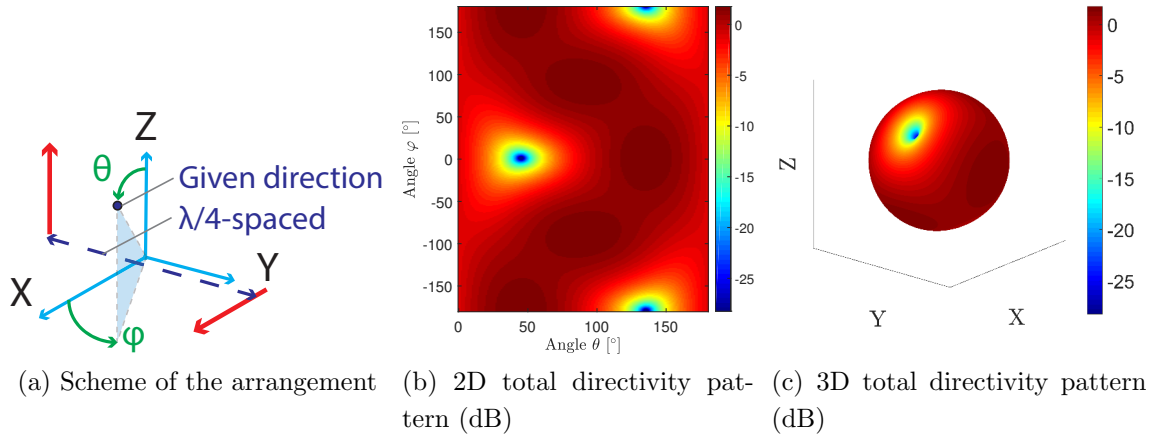 Z
θ
Given direction
λ/4-spaced
X
Y
φ
Angle φ [°]
150
100
50
0
-50
-100
-150
0
50
100
150
Angle θ [°]
0
-5
-10
-15
-20
-25
Z
Y
X
0
-5
-10
-15
-20
-25
(a) Scheme of the arrangement
(b) 2D total directivity pat-
tern (dB)
(c) 3D total directivity pattern
(dB)